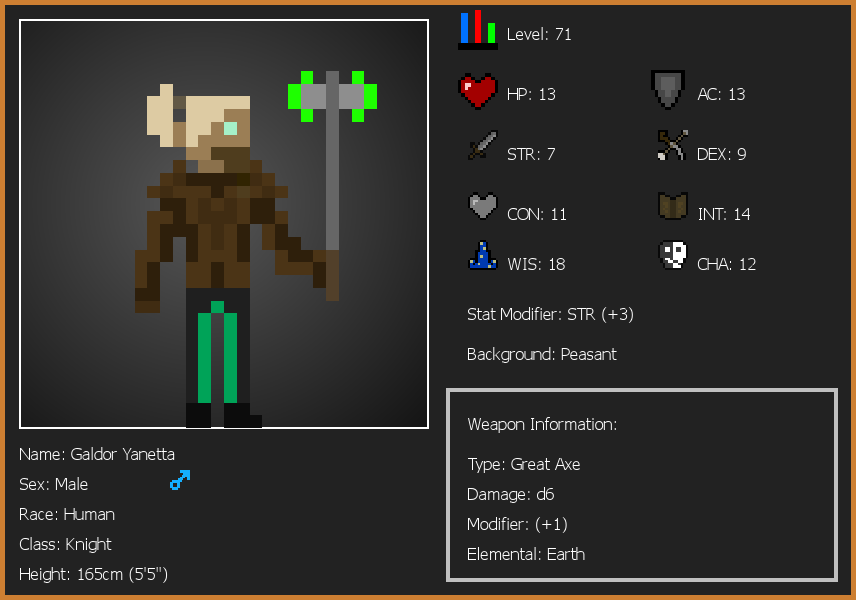 Level: 71
HP: 13
AC: 13
STR: 7
DEX: 9
CON: 11
INT: 14
WIS: 18
CHA: 12
Stat Modifier: STR (+3)
Background: Peasant
Weapon Information:
Type: Great Axe
Damage: d6
Modifier: (+1)
Elemental: Earth
Name: Galdor Yanetta
Sex: Male
Race: Human
Class: Knight
Height: 165cm (5'5")